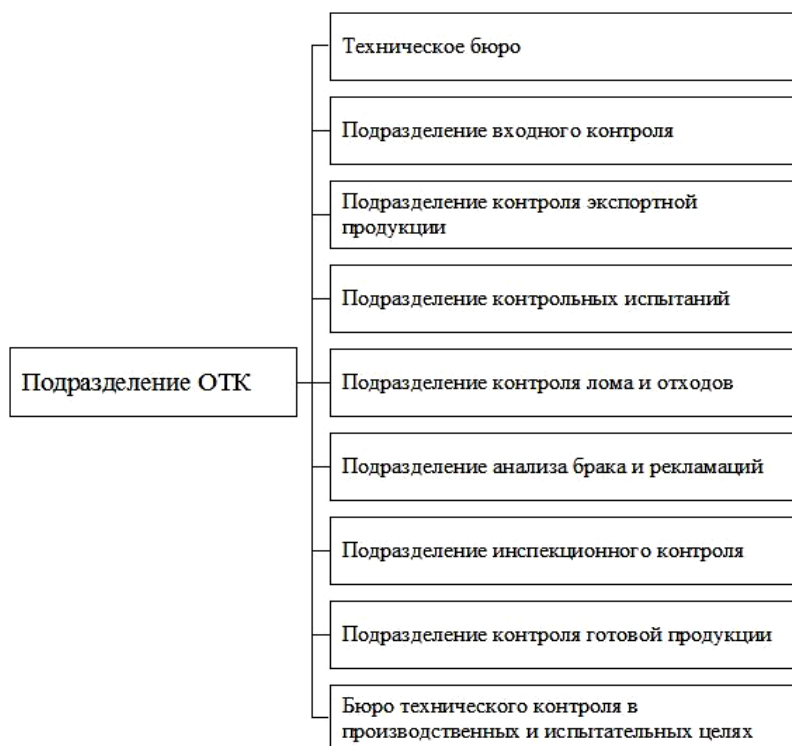 Техническое бюро
Подразделение входного контроля
Подразделение контроля экспортной
продукции
Подразделение контрольных испытаний
Подразделение ОТК
Подразделение контроля лома и отходов
Подразделение анализа брака и рекламаций
Подразделение инспекционного контроля
Подразделение контроля готовой продукции
Бюро технического контроля в
производственных и испытательных целях